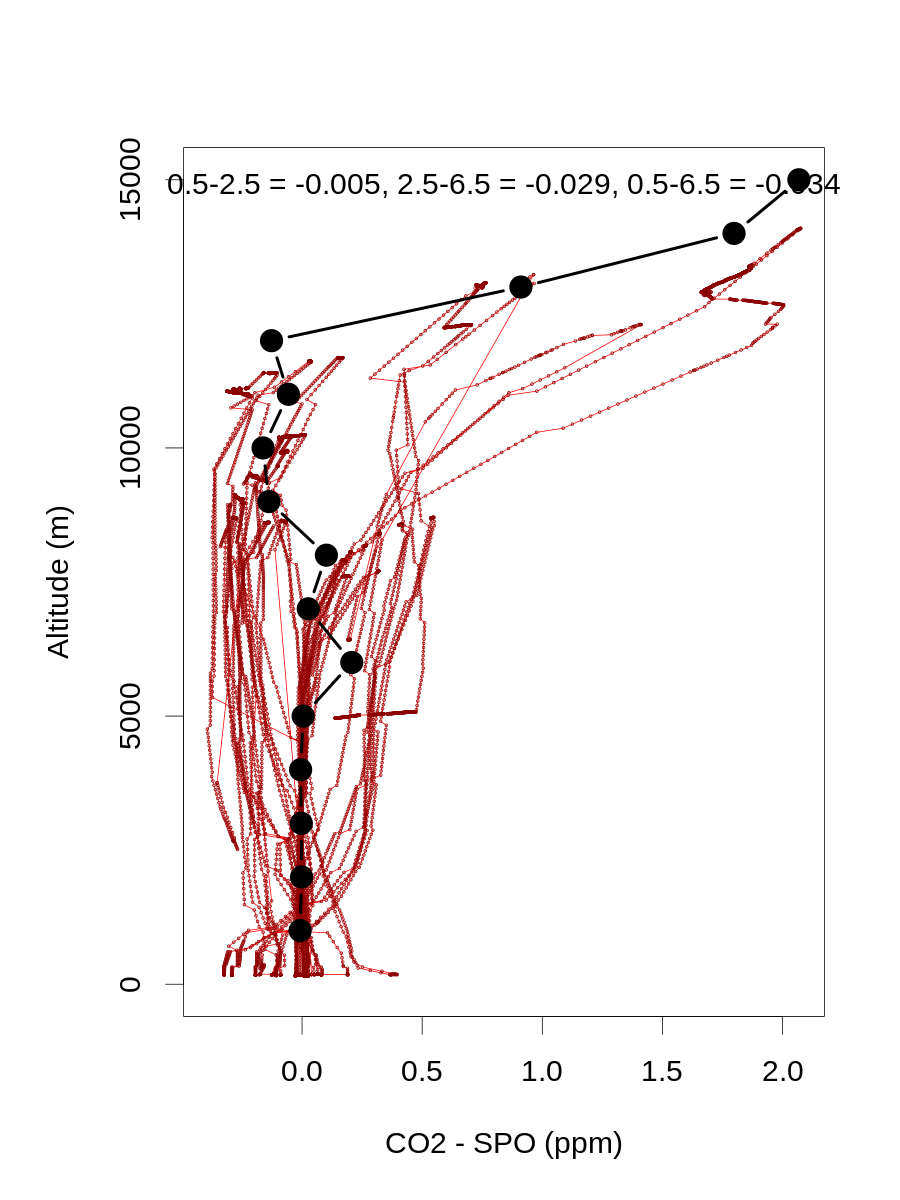 0.5-2.5 = -0.005, 2.5-6.5 = -0.029, 0.5-6.5 = -0.034
15000
10000
5000
0
Altitude (m)
0.0 0.5 1.0 1.5 2.0
CO2 - SPO (ppm)